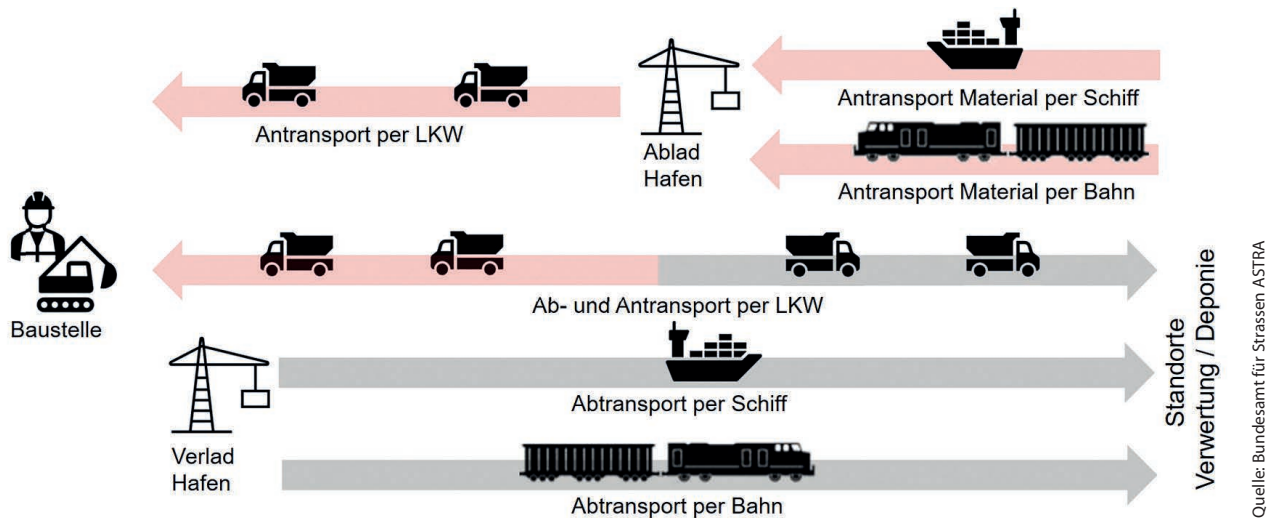 Antransport Material per Schiff
Antransport per LKW
Ablad
Hafen
Antransport Material per Bahn
Baustelle
Ab- und Antransport per LKW
Abtransport per Schiff
Verlad
Hafen
Abtransport per Bahn
Standorte
Verwertung / Deponie
Quelle: Bundesamt für Strassen ASTRA